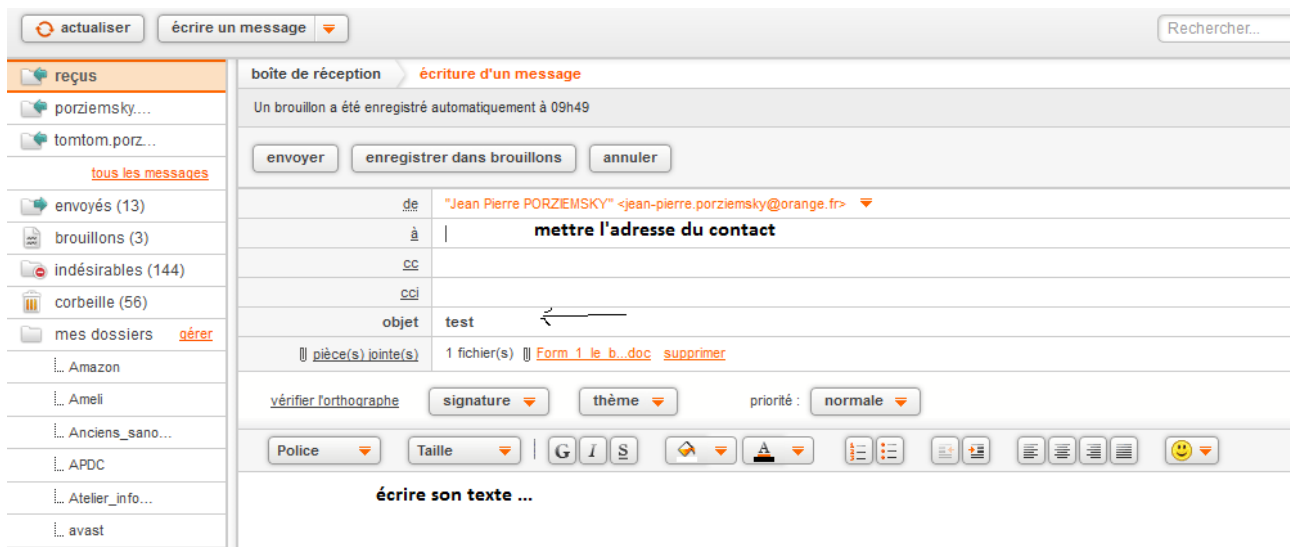 actualiser écrire un message Rechercher...
reçus
porziemsky....
tomtom.porz...
tous les messages
envoyés (13)
brouillons (3)
indésirables (144)
corbeille (56)
mes dossiers gérer
Amazon
Ameli
Anciens_sano...
APDC
Atelier_info...
avast
boîte de réception écriture d'un message
Un brouillon a été enregistré automatiquement à 09h49
envoyer enregistrer dans brouillons annuler
de "Jean Pierre PORZIEMSKY" <jean-pierre.porziemsky@orange.fr>
à mettre l'adresse du contact
cc
cci
objet test
pièce(s) jointe(s) 1 fichier(s) Form_1_le_b...doc supprimer
vérifier l'orthographe signature thème priorité : normale
Police Taille G I S A
écrire son texte ...